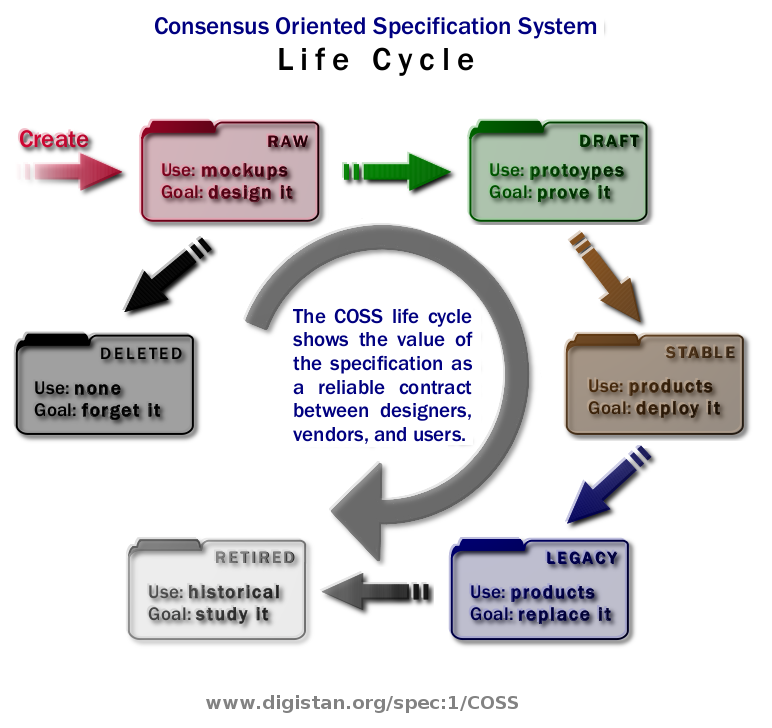 Consensus Oriented Specification System
Life Cycle
Create
RAW
Use: mockups
Goal: design it
DRAFT
Use: protoypes
Goal: prove it
DELETED
Use: none
Goal: forget it
The COSS life cycle
shows the value of
the specification as
a reliable contract
between designers,
vendors, and users.
STABLE
Use: products
Goal: deploy it
RETIRED
Use: historical
Goal: study it
LEGACY
Use: products
Goal: replace it
www.digistan.org/spec:1/COSS